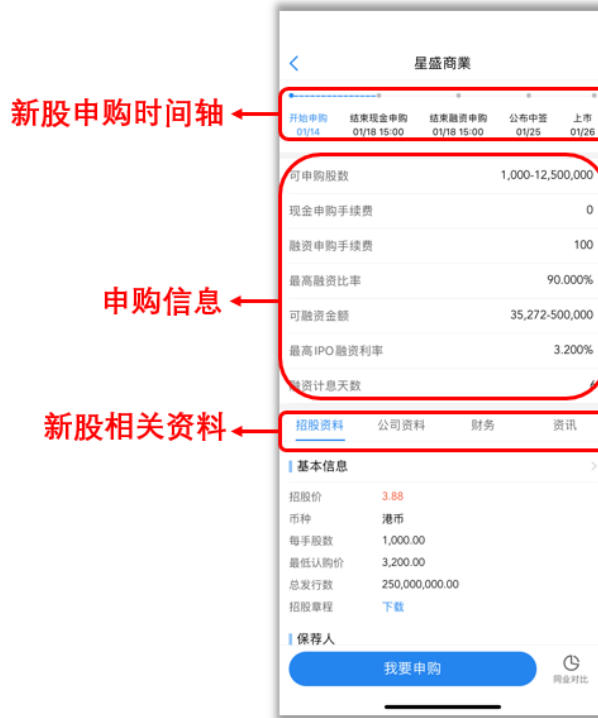 星盛商業
新股申购时间轴
开始申购 结束现金申购 结束融资申购 公布中签 上市
01/14 01/18 15:00 01/18 15:00 01/25 01/26
可申购股数 1,000-12,500,000
现金申购手续费 0
融资申购手续费 100
最高融资比率 90.000%
申购信息
可融资金额 35,272-500,000
最高IPO融资利率 3.200%
融资计息天数
新股相关资料
招股资料 公司资料 财务 资讯
基本信息
招股价 3.88
币种 港币
每手股数 1,000.00
最低认购价 3,200.00
总发行数 250,000,000.00
招股章程 下载
保荐人
我要申购 同业对比